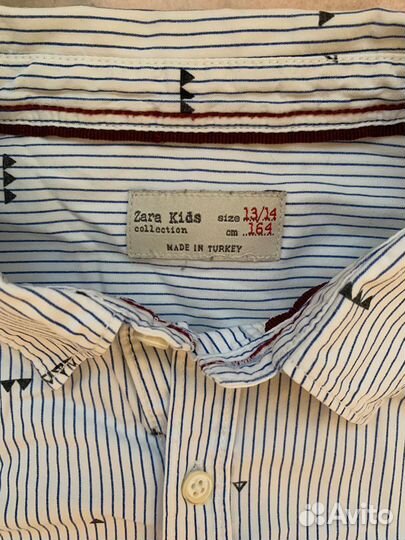 Zara Kids size 13/14
collection cm 164
MADE IN TURKEY
Avito